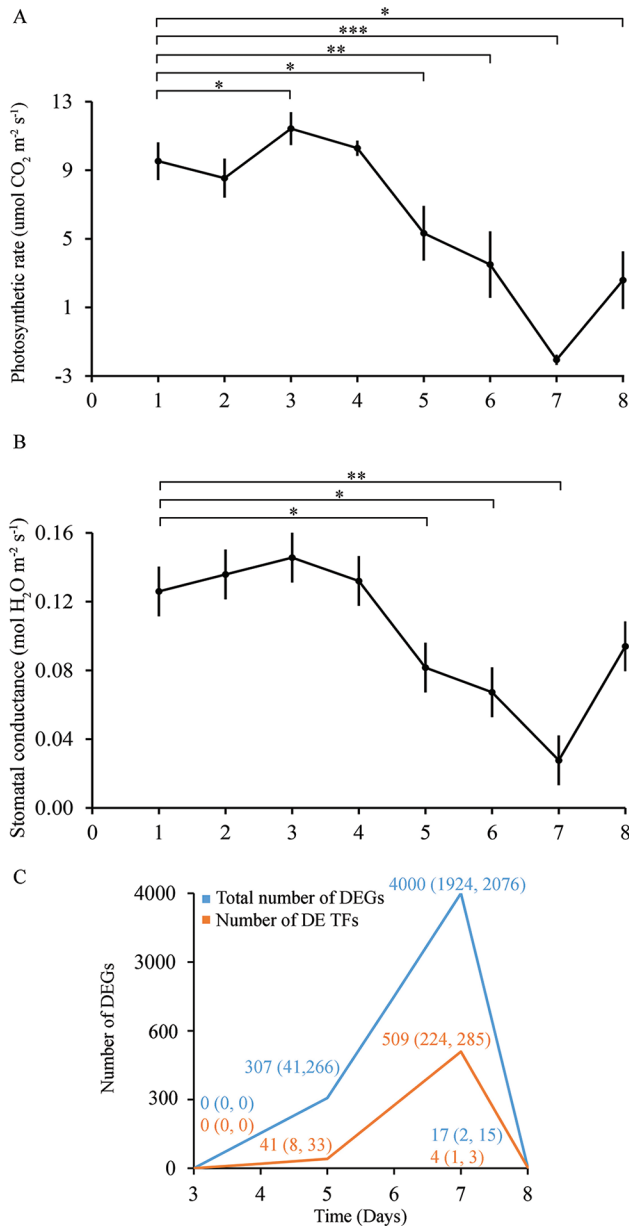 A
*
***
**
*
*
13
9
5
1
-3
Photosynthetic rate (umol CO2 m-2 s-1)
0 1 2 3 4 5 6 7 8
B
**
*
*
0.16
0.12
0.08
0.04
0.00
Stomatal conductance (mol H2O m-2 s-1)
0 1 2 3 4 5 6 7 8
C
4000 (1924, 2076)
Total number of DEGs
Number of DE TFs
4000
3000
600
300
0
Number of DEGs
509 (224, 285)
307 (41,266)
0 (0, 0)
0 (0, 0)
41 (8, 33)
17 (2, 15)
4 (1, 3)
3 4 5 6 7 8
Time (Days)